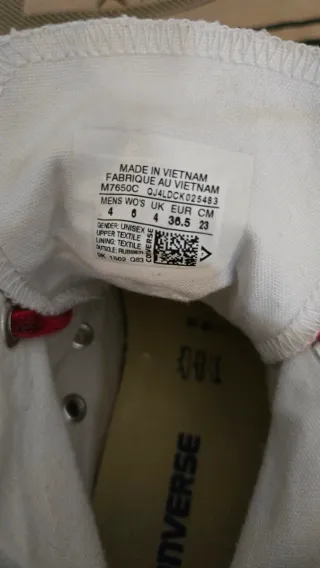 MADE IN VIETNAM
FABRIQUE AU VIETNAM
M7650C QJ4LDCK025483
MENS WO'S UK EUR CM
4 6 4 36.5 23
GENDER: UNISEX
UPPER: TEXTILE
LINING: TEXTILE
OUTSOLE: RUBBER
CONVERSE
CONVERSE